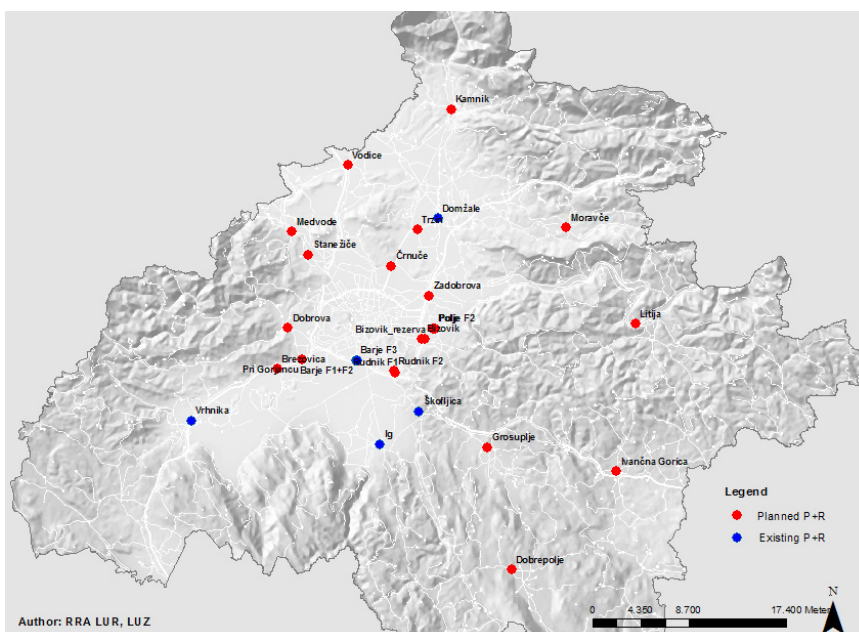 Kamnik
Vodice
Domžale
Trzin
Moravče
Medvode
Stanežiče
Črnuče
Zadobrova
Polje F2
Litija
Dobrova
Bizovik_rezerva
Bizovik
Barje F3
Brezovica
Rudnik F1
Rudnik F2
Pri Gorjancu
Barje F1+F2
Vrhnika
Škofljica
Ig
Grosuplje
Ivančna Gorica
Legend
Planned P+R
Existing P+R
Dobrepolje
N
0 4.350 8.700 17.400 Meters
Author: RRA LUR, LUZ